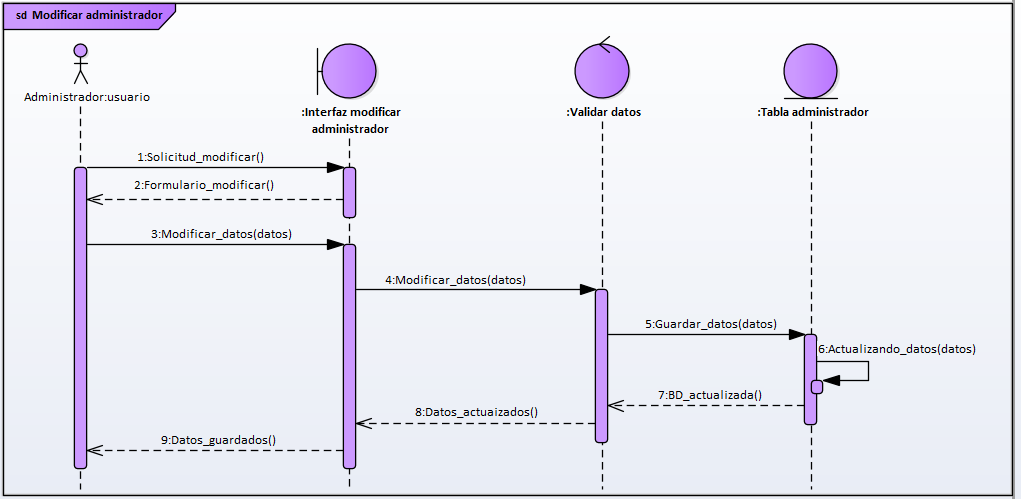 sd Modificar administrador
Administrador:usuario
:Interfaz modificar
administrador
:Validar datos
:Tabla administrador
1:Solicitud_modificar()
2:Formulario_modificar()
3:Modificar_datos(datos)
4:Modificar_datos(datos)
5:Guardar_datos(datos)
6:Actualizando_datos(datos)
7:BD_actualizada()
8:Datos_actuaizados()
9:Datos_guardados()